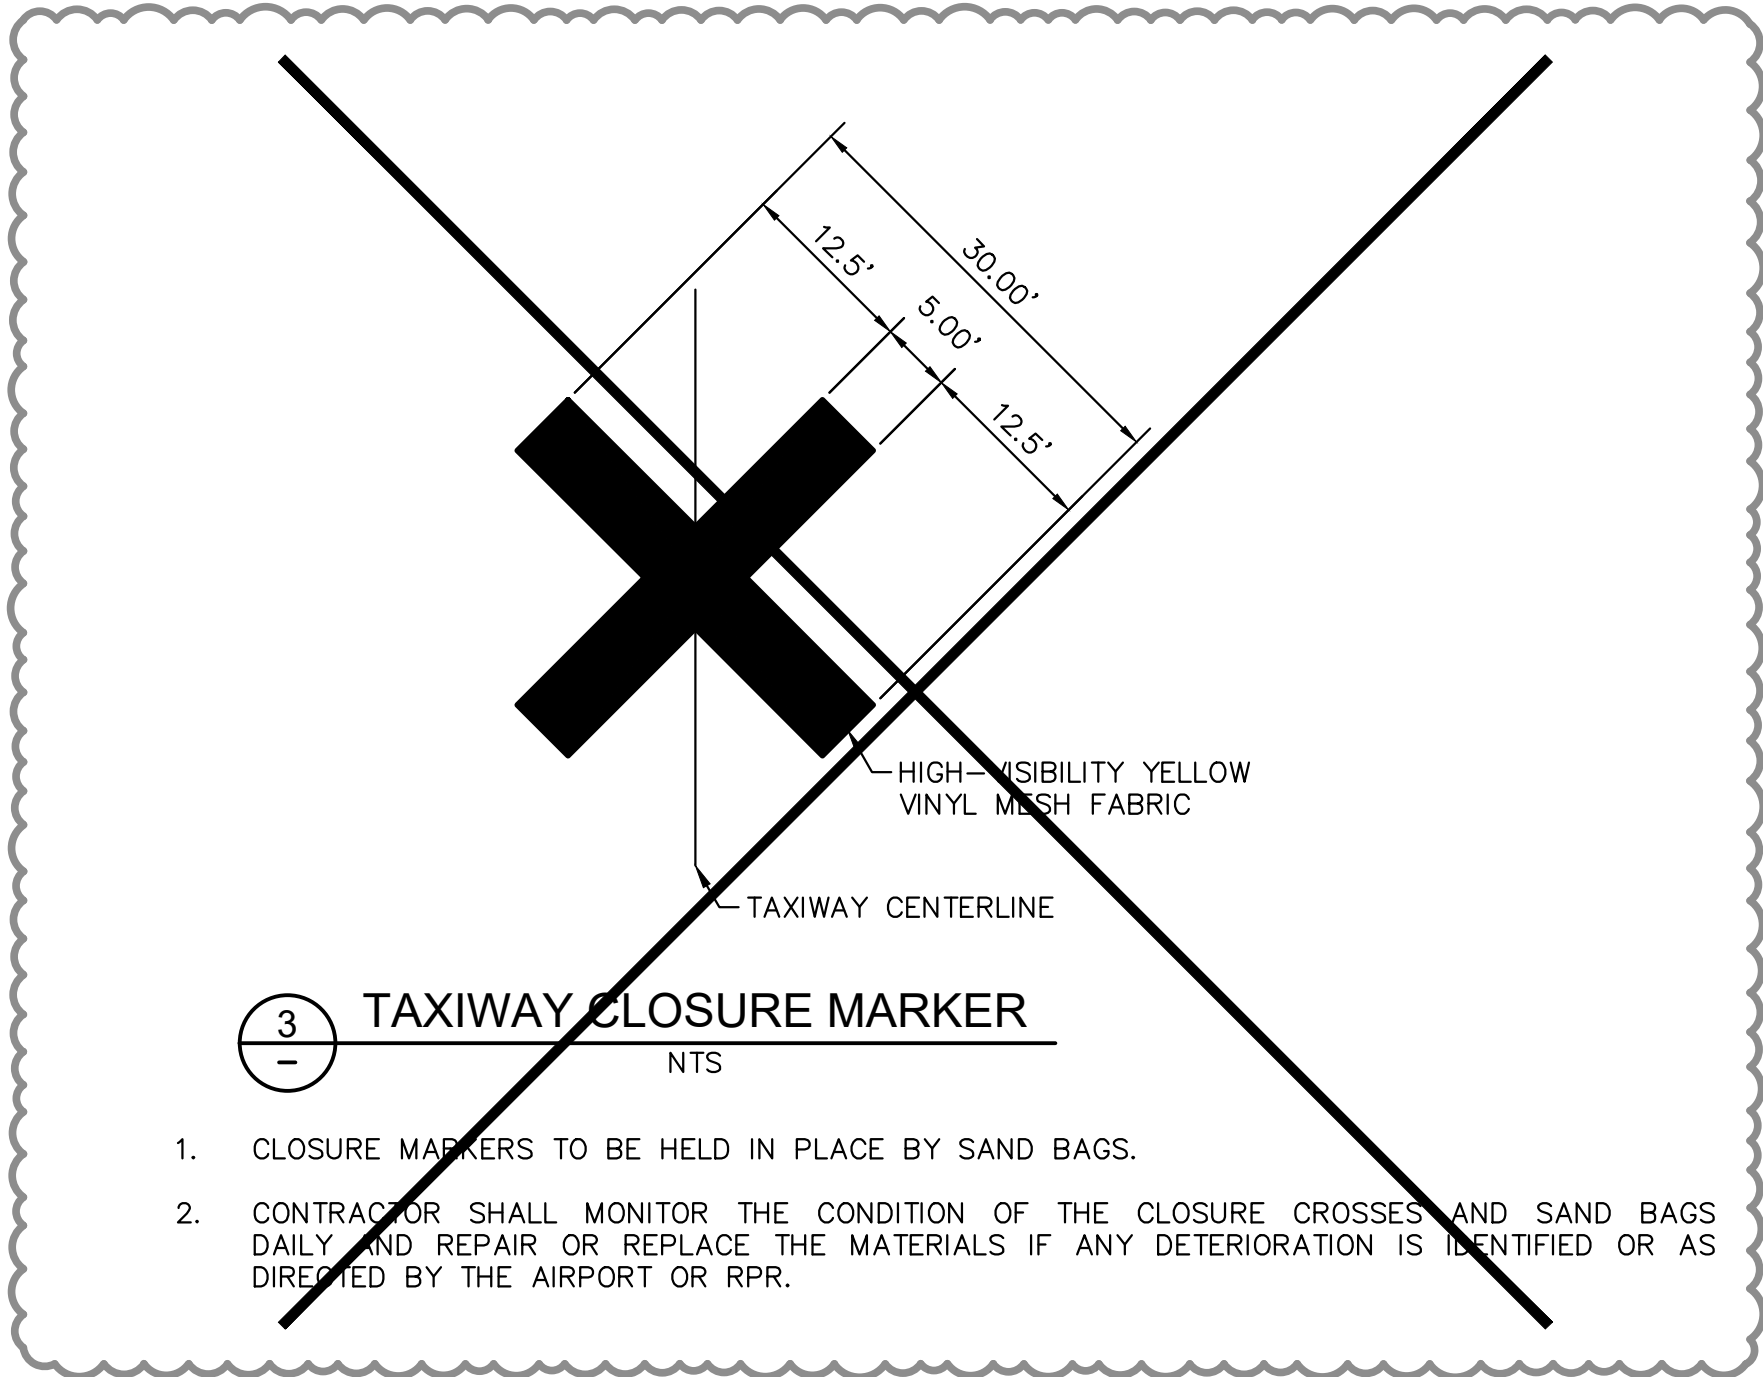 30.00'
12.5'
5.00'
12.5'
HIGH-VISIBILITY YELLOW
VINYL MESH FABRIC
TAXIWAY CENTERLINE
3
-
TAXIWAY CLOSURE MARKER
NTS
1. CLOSURE MARKERS TO BE HELD IN PLACE BY SAND BAGS.
2. CONTRACTOR SHALL MONITOR THE CONDITION OF THE CLOSURE CROSSES AND SAND BAGS
DAILY AND REPAIR OR REPLACE THE MATERIALS IF ANY DETERIORATION IS IDENTIFIED OR AS
DIRECTED BY THE AIRPORT OR RPR.